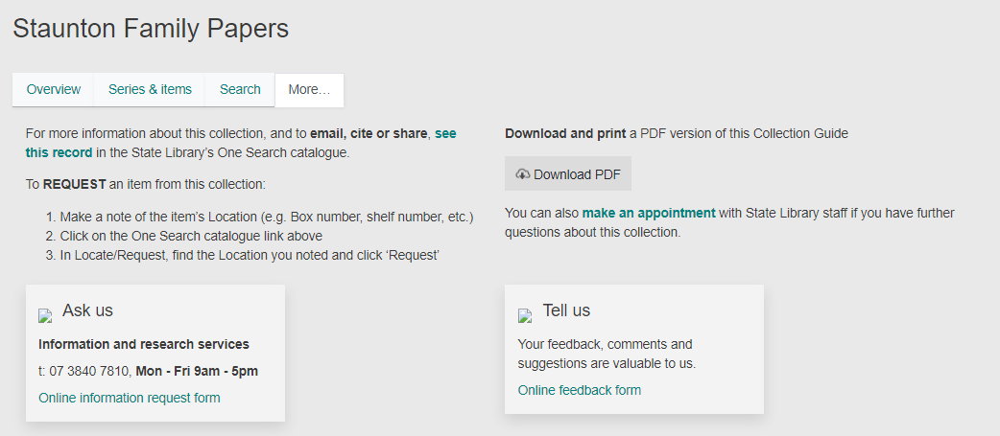 Staunton Family Papers
Overview
Series & items
Search
More…
For more information about this collection, and to email, cite or share, see
this record in the State Library's One Search catalogue.
To REQUEST an item from this collection:
1. Make a note of the item's Location (e.g. Box number, shelf number, etc.)
2. Click on the One Search catalogue link above
3. In Locate/Request, find the Location you noted and click 'Request'
Download and print a PDF version of this Collection Guide
Download PDF
You can also make an appointment with State Library staff if you have further
questions about this collection.
Ask us
Information and research services
t: 07 3840 7810, Mon - Fri 9am - 5pm
Online information request form
Tell us
Your feedback, comments and
suggestions are valuable to us.
Online feedback form